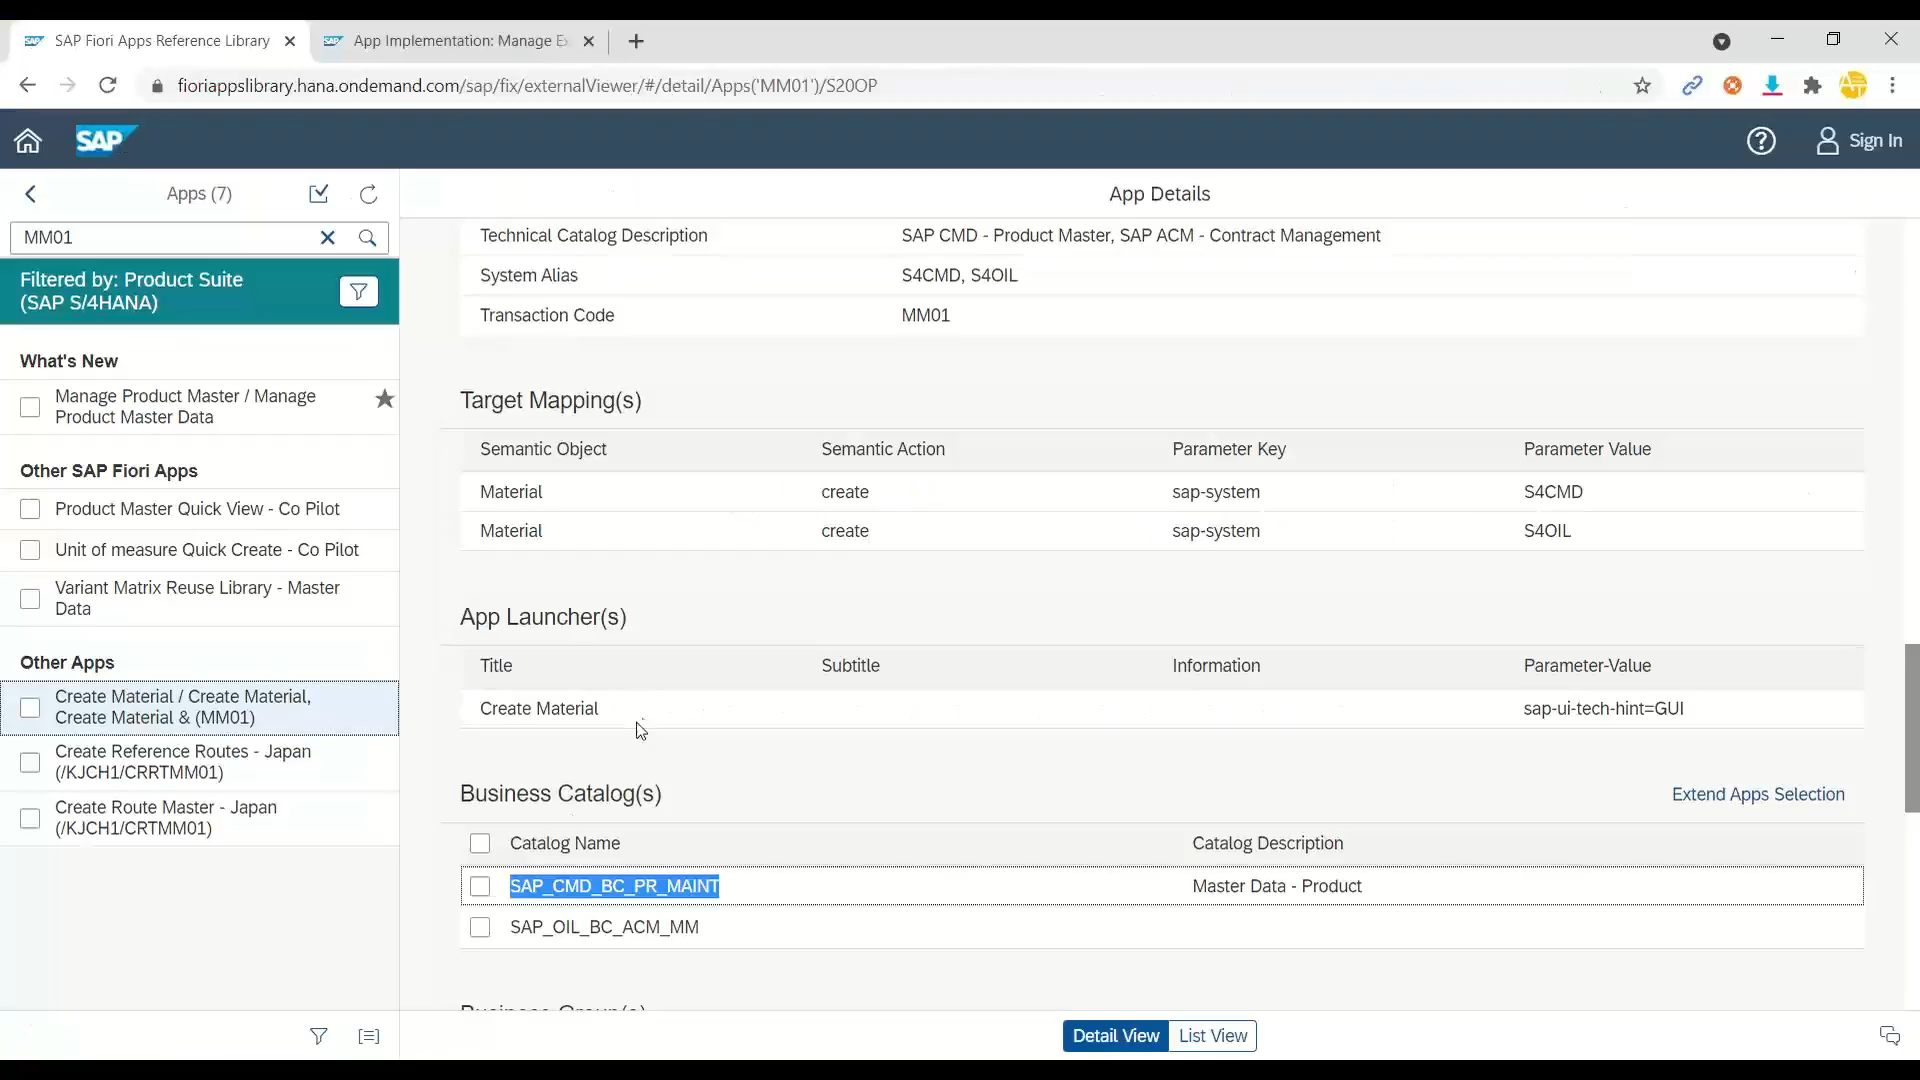 SAP Fiori Apps Reference Library
App Implementation: Manage E
fioriappslibrary.hana.ondemand.com/sap/fix/externalViewer/#/detail/Apps('MM01')/S20OP
SAP
Sign In
Apps (7)
App Details
MM01
Filtered by: Product Suite
(SAP S/4HANA)
What's New
Manage Product Master / Manage
Product Master Data
Other SAP Fiori Apps
Product Master Quick View - Co Pilot
Unit of measure Quick Create - Co Pilot
Variant Matrix Reuse Library - Master
Data
Other Apps
Create Material / Create Material,
Create Material & (MM01)
Create Reference Routes - Japan
(/KJCH1/CRRTMM01)
Create Route Master - Japan
(/KJCH1/CRTMM01)
Technical Catalog Description SAP CMD - Product Master, SAP ACM - Contract Management
System Alias S4CMD, S4OIL
Transaction Code MM01
Target Mapping(s)
Semantic Object Semantic Action Parameter Key Parameter Value
Material create sap-system S4CMD
Material create sap-system S4OIL
App Launcher(s)
Title Subtitle Information Parameter-Value
Create Material sap-ui-tech-hint=GUI
Business Catalog(s) Extend Apps Selection
Catalog Name Catalog Description
SAP_CMD_BC_PR_MAINT Master Data - Product
SAP_OIL_BC_ACM_MM
Business Group(s)
Detail View List View